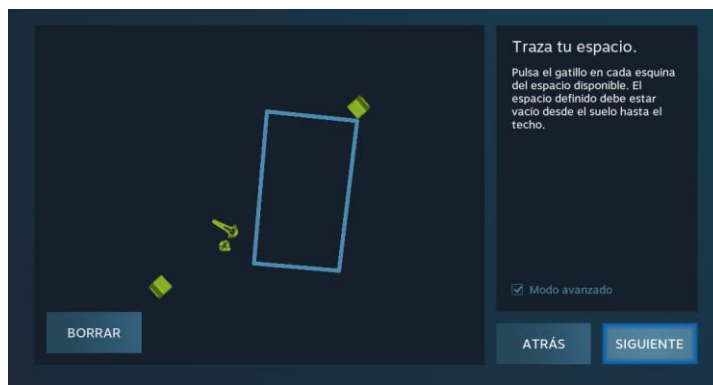 Traza tu espacio.
Pulsa el gatillo en cada esquina
del espacio disponible. El
espacio definido debe estar
vacío desde el suelo hasta el
techo.
Modo avanzado
BORRAR
ATRÁS
SIGUIENTE